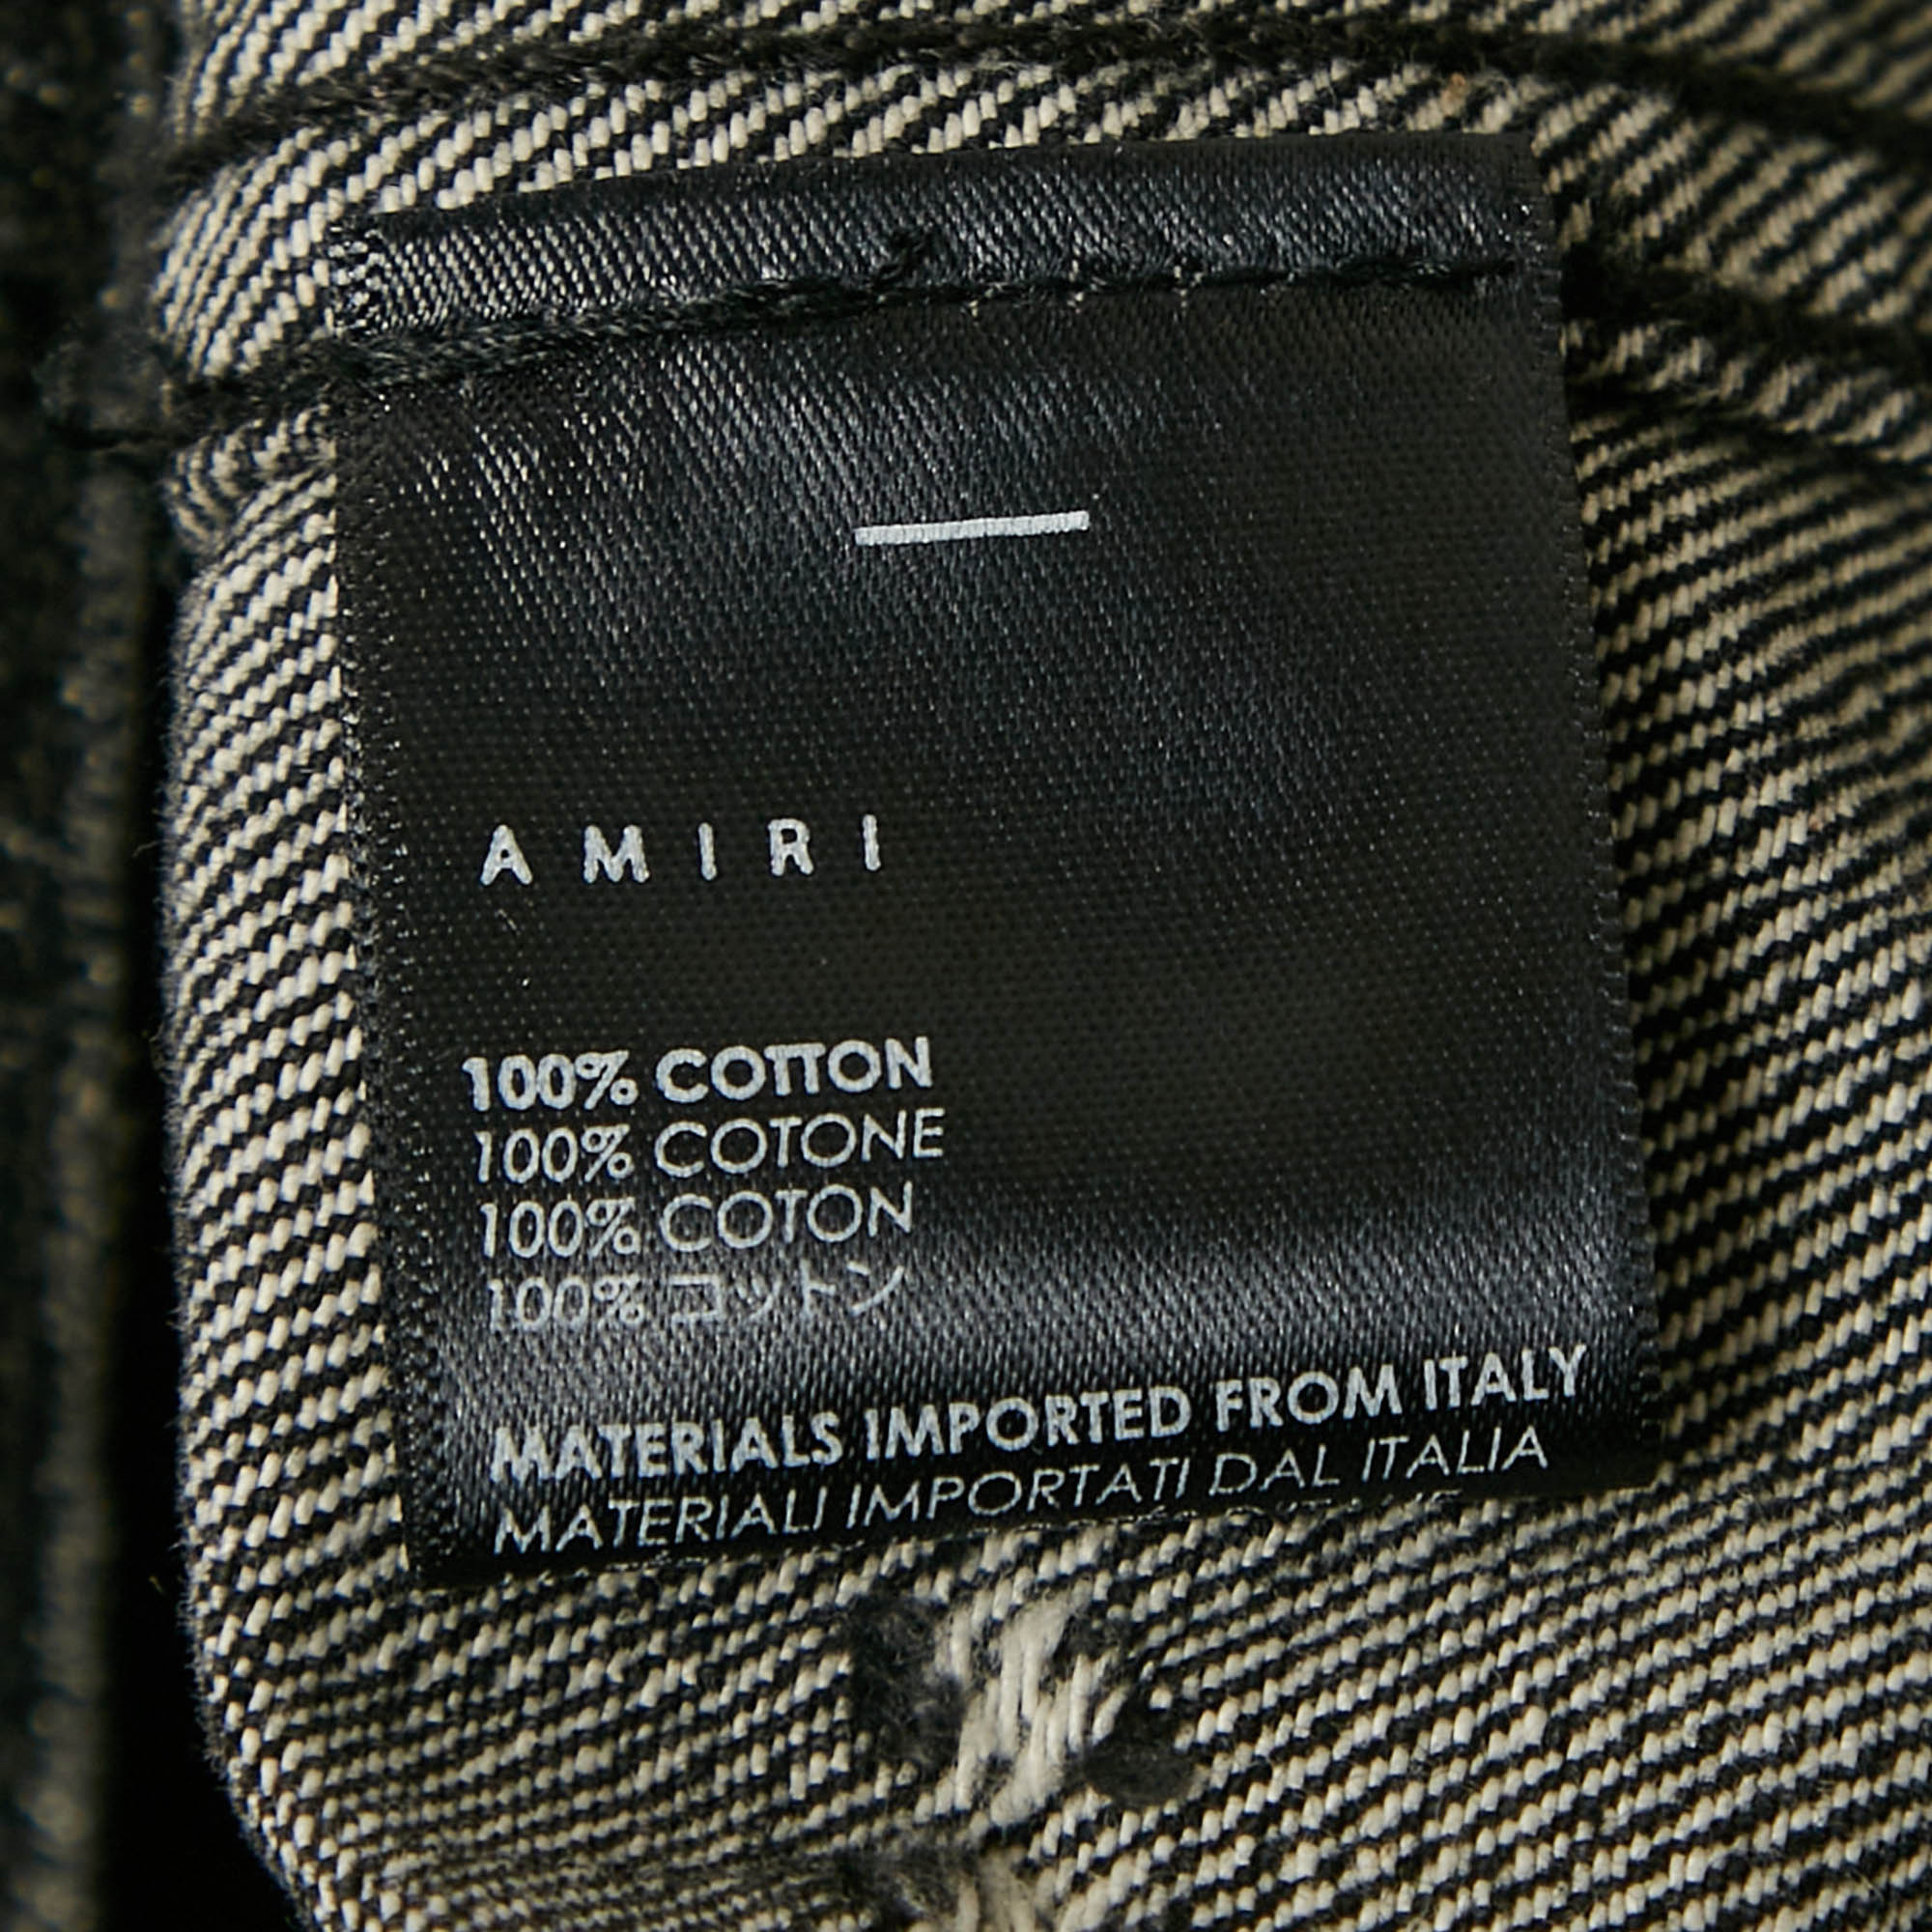 AMIRI
100% COTTON
100% COTONE
100% COTON
100% コットン
MATERIALS IMPORTED FROM ITALY
MATERIALI IMPORTATI DAL ITALIA